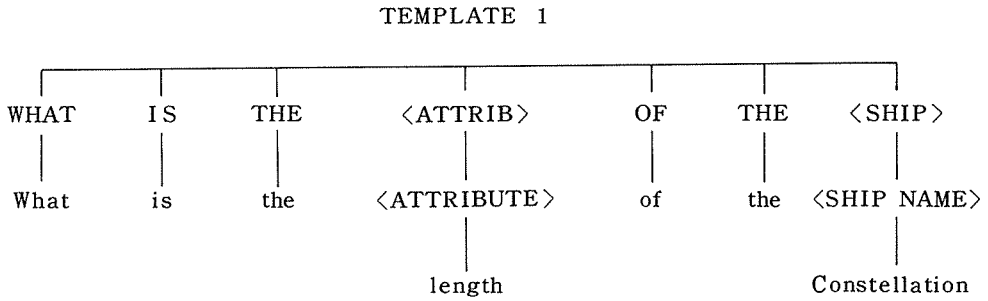 TEMPLATE 1
WHAT IS THE <ATTRIB> OF THE <SHIP>
What is the <ATTRIBUTE> of the <SHIP NAME>
length Constellation